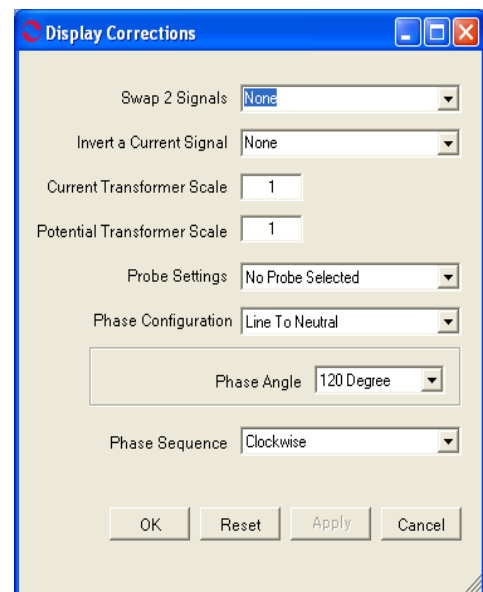 Display Corrections
Swap 2 Signals None
Invert a Current Signal None
Current Transformer Scale 1
Potential Transformer Scale 1
Probe Settings No Probe Selected
Phase Configuration Line To Neutral
Phase Angle 120 Degree
Phase Sequence Clockwise
OK Reset Apply Cancel